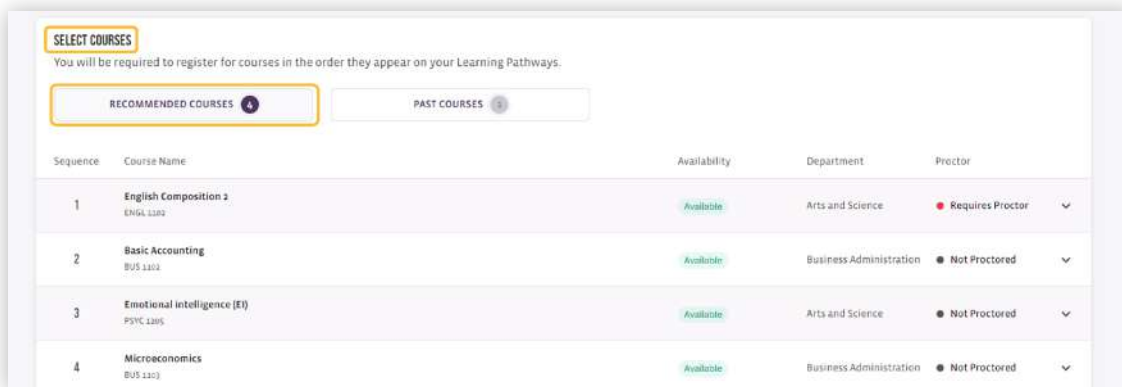 SELECT COURSES
You will be required to register for courses in the order they appear on your Learning Pathways.
RECOMMENDED COURSES 4
PAST COURSES
Sequence Course Name Availability Department Proctor
1 English Composition 2 Available Arts and Science Requires Proctor
ENGL 1102
2 Basic Accounting Available Business Administration Not Proctored
BUS 1102
3 Emotional intelligence (EI) Available Arts and Science Not Proctored
PSYC 1205
4 Microeconomics Available Business Administration Not Proctored
BUS 1103